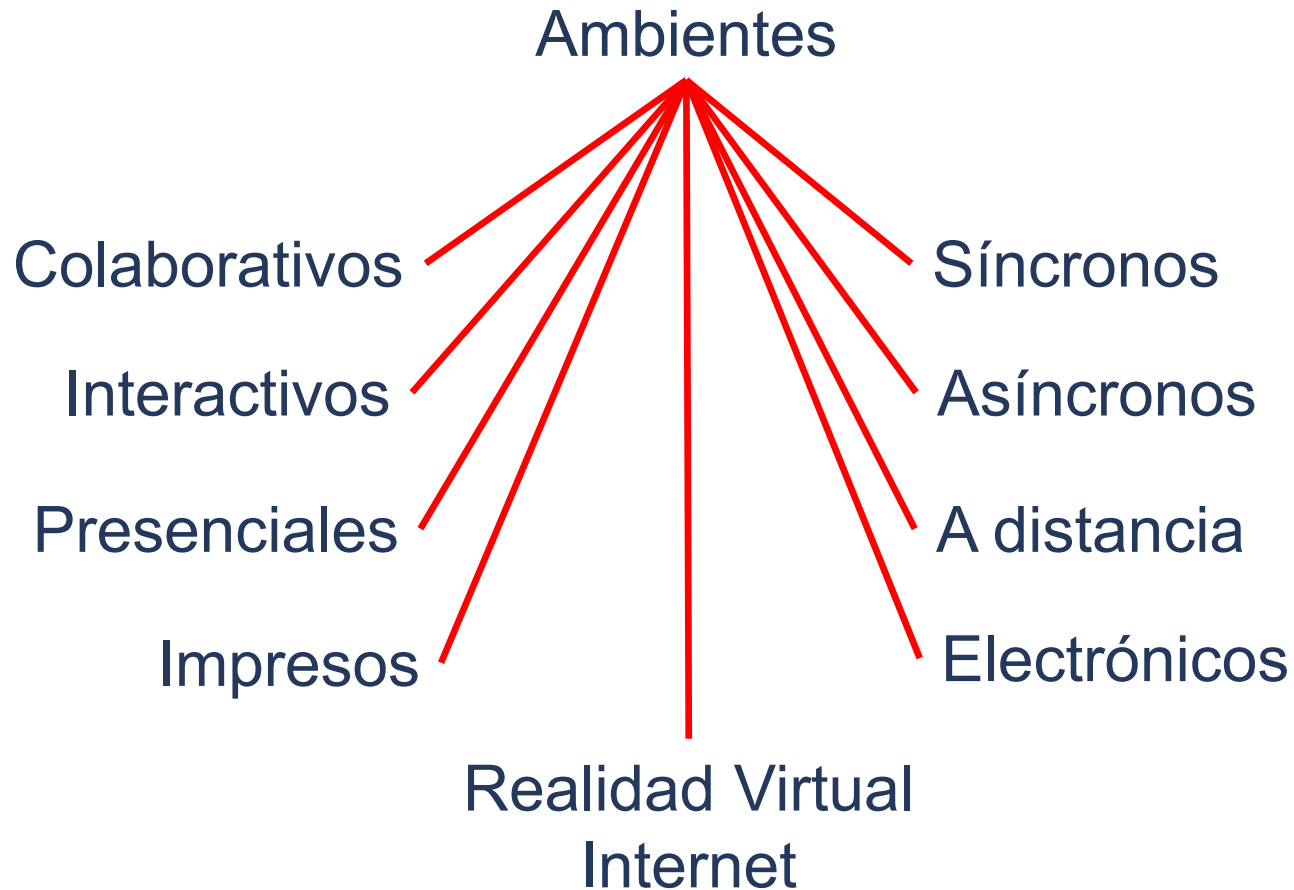 Ambientes
Colaborativos
Síncronos
Interactivos
Asíncronos
Presenciales
A distancia
Impresos
Electrónicos
Realidad Virtual
Internet